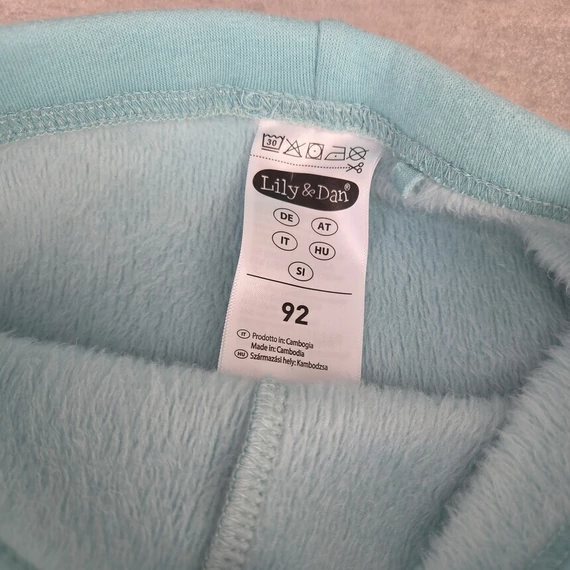 30
Lily & Dan®
DE AT
IT HU
SI
92
IT Prodotto in: Cambogia
Made in: Cambodia
HU Származási hely: Kambodzsa